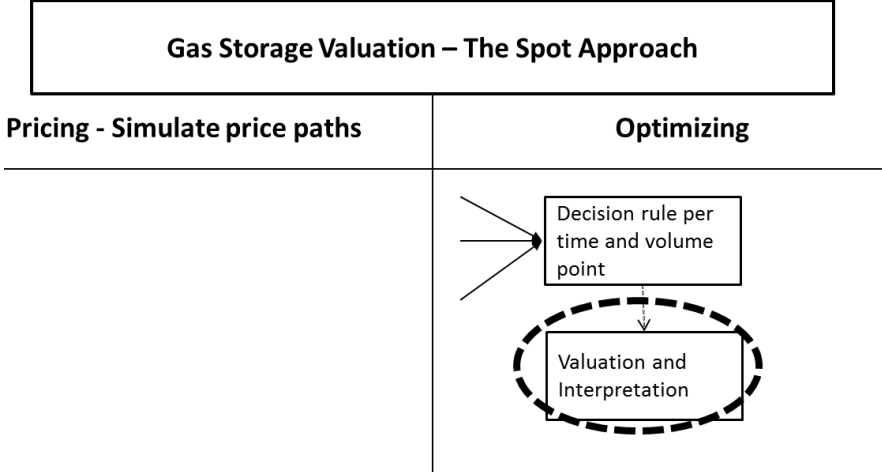 Gas Storage Valuation – The Spot Approach
Pricing - Simulate price paths
Optimizing
Decision rule per
time and volume
point
Valuation and
Interpretation